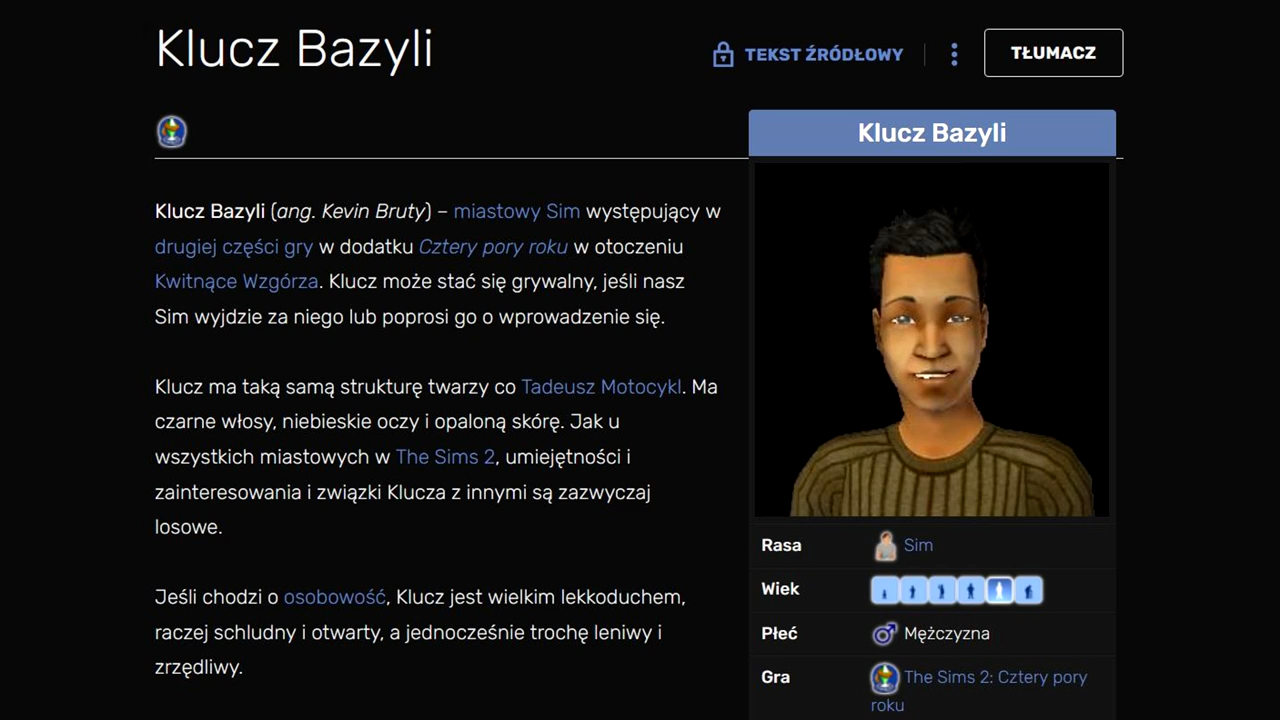 Klucz Bazyli
TEKST ŹRÓDŁOWY
TŁUMACZ
Klucz Bazyli (ang. Kevin Bruty) – miastowy Sim występujący w
drugiej części gry w dodatku Cztery pory roku w otoczeniu
Kwitnące Wzgórza. Klucz może stać się grywalny, jeśli nasz
Sim wyjdzie za niego lub poprosi go o wprowadzenie się.
Klucz ma taką samą strukturę twarzy co Tadeusz Motocykl. Ma
czarne włosy, niebieskie oczy i opaloną skórę. Jak u
wszystkich miastowych w The Sims 2, umiejętności i
zainteresowania i związki Klucza z innymi są zazwyczaj
losowe.
Jeśli chodzi o osobowość, Klucz jest wielkim lekkoduchem,
raczej schludny i otwarty, a jednocześnie trochę leniwy i
zrzędliwy.
Klucz Bazyli
Rasa Sim
Wiek
Płeć Mężczyzna
Gra The Sims 2: Cztery pory
roku